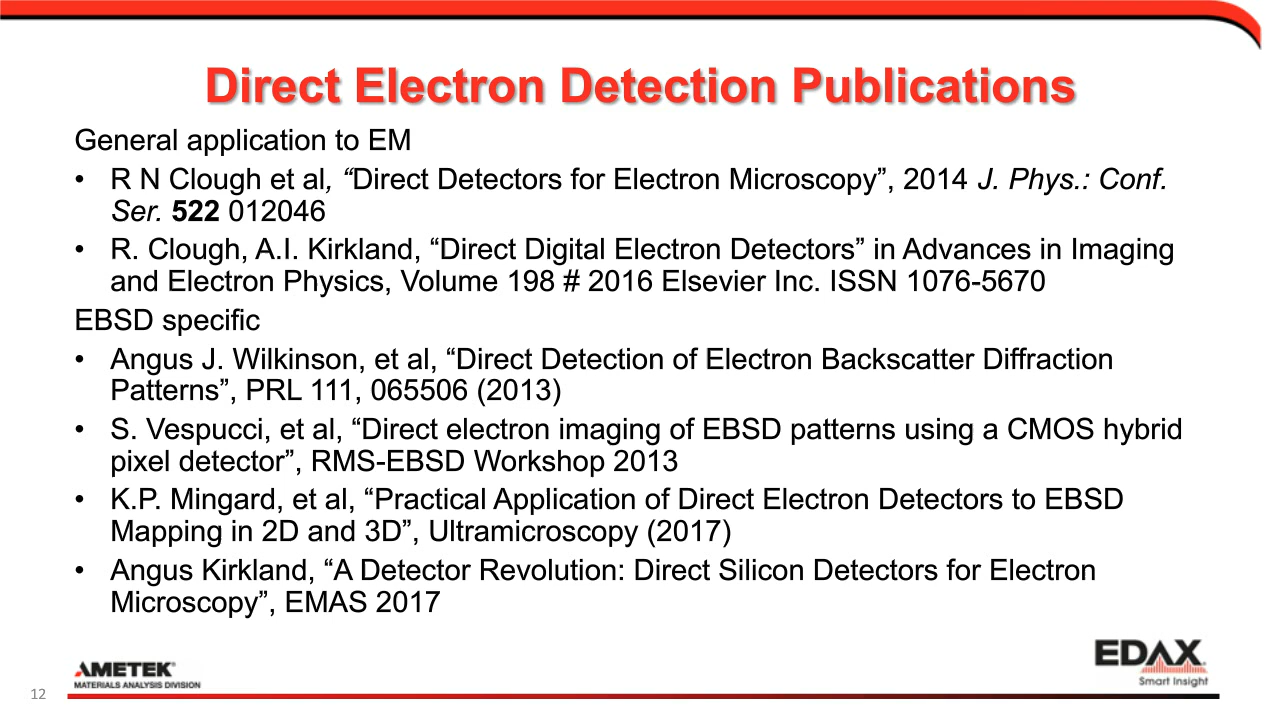 Direct Electron Detection Publications
General application to EM
• R N Clough et al, “Direct Detectors for Electron Microscopy”, 2014 J. Phys.: Conf.
Ser. 522 012046
• R. Clough, A.I. Kirkland, “Direct Digital Electron Detectors” in Advances in Imaging
and Electron Physics, Volume 198 # 2016 Elsevier Inc. ISSN 1076-5670
EBSD specific
• Angus J. Wilkinson, et al, “Direct Detection of Electron Backscatter Diffraction
Patterns”, PRL 111, 065506 (2013)
• S. Vespucci, et al, “Direct electron imaging of EBSD patterns using a CMOS hybrid
pixel detector”, RMS-EBSD Workshop 2013
• K.P. Mingard, et al, “Practical Application of Direct Electron Detectors to EBSD
Mapping in 2D and 3D”, Ultramicroscopy (2017)
• Angus Kirkland, “A Detector Revolution: Direct Silicon Detectors for Electron
Microscopy”, EMAS 2017
AMETEK®
MATERIALS ANALYSIS DIVISION
EDAX
Smart Insight
12